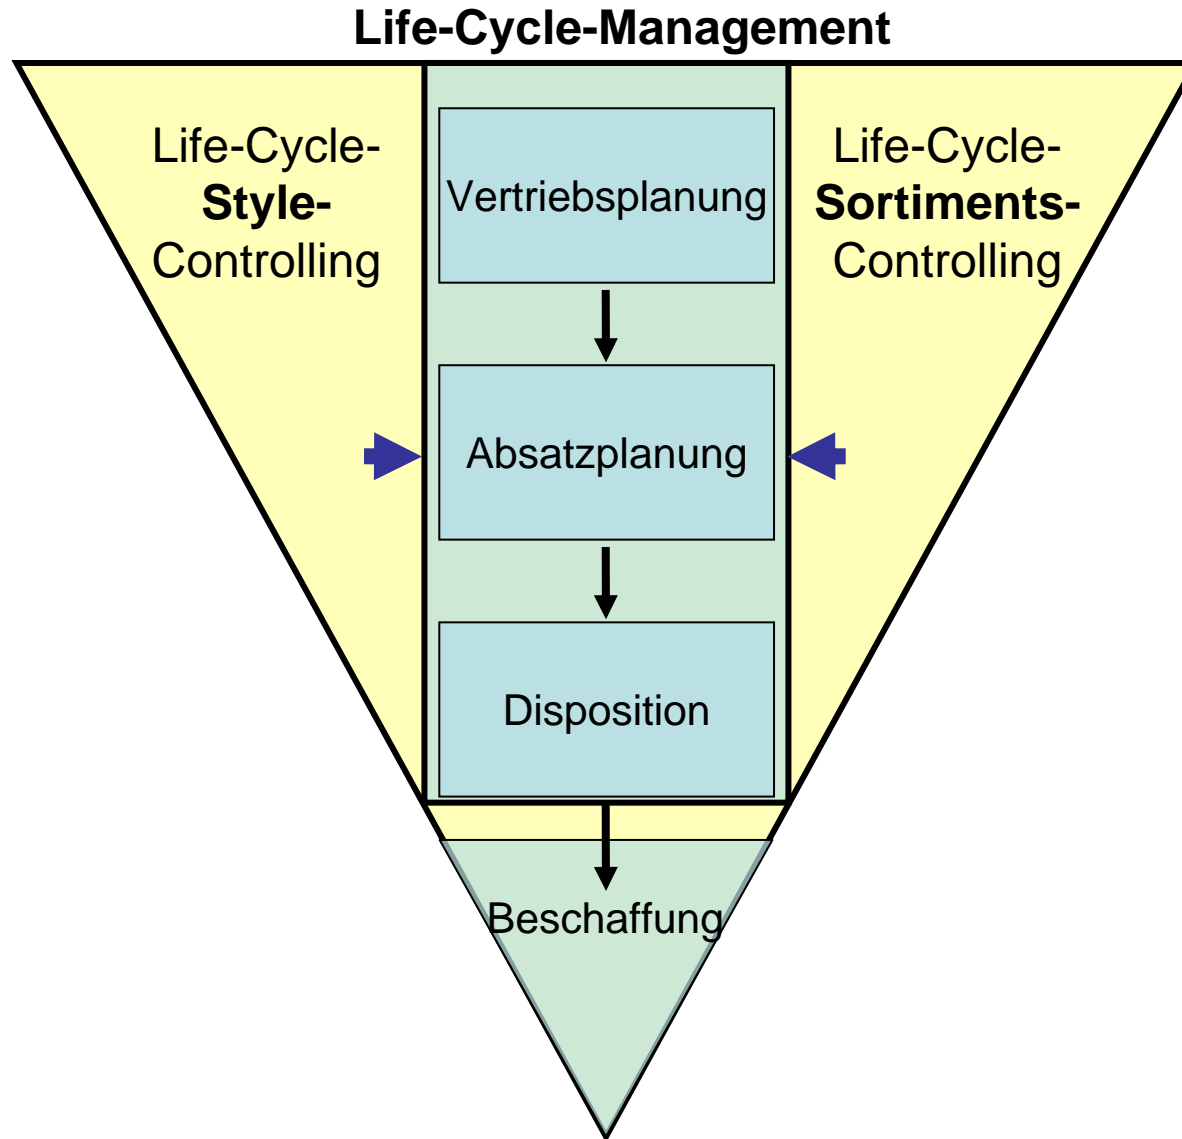 Life-Cycle-Management
Life-Cycle-
Style-
Controlling
Vertriebsplanung
Life-Cycle-
Sortiments-
Controlling
Absatzplanung
Disposition
Beschaffung